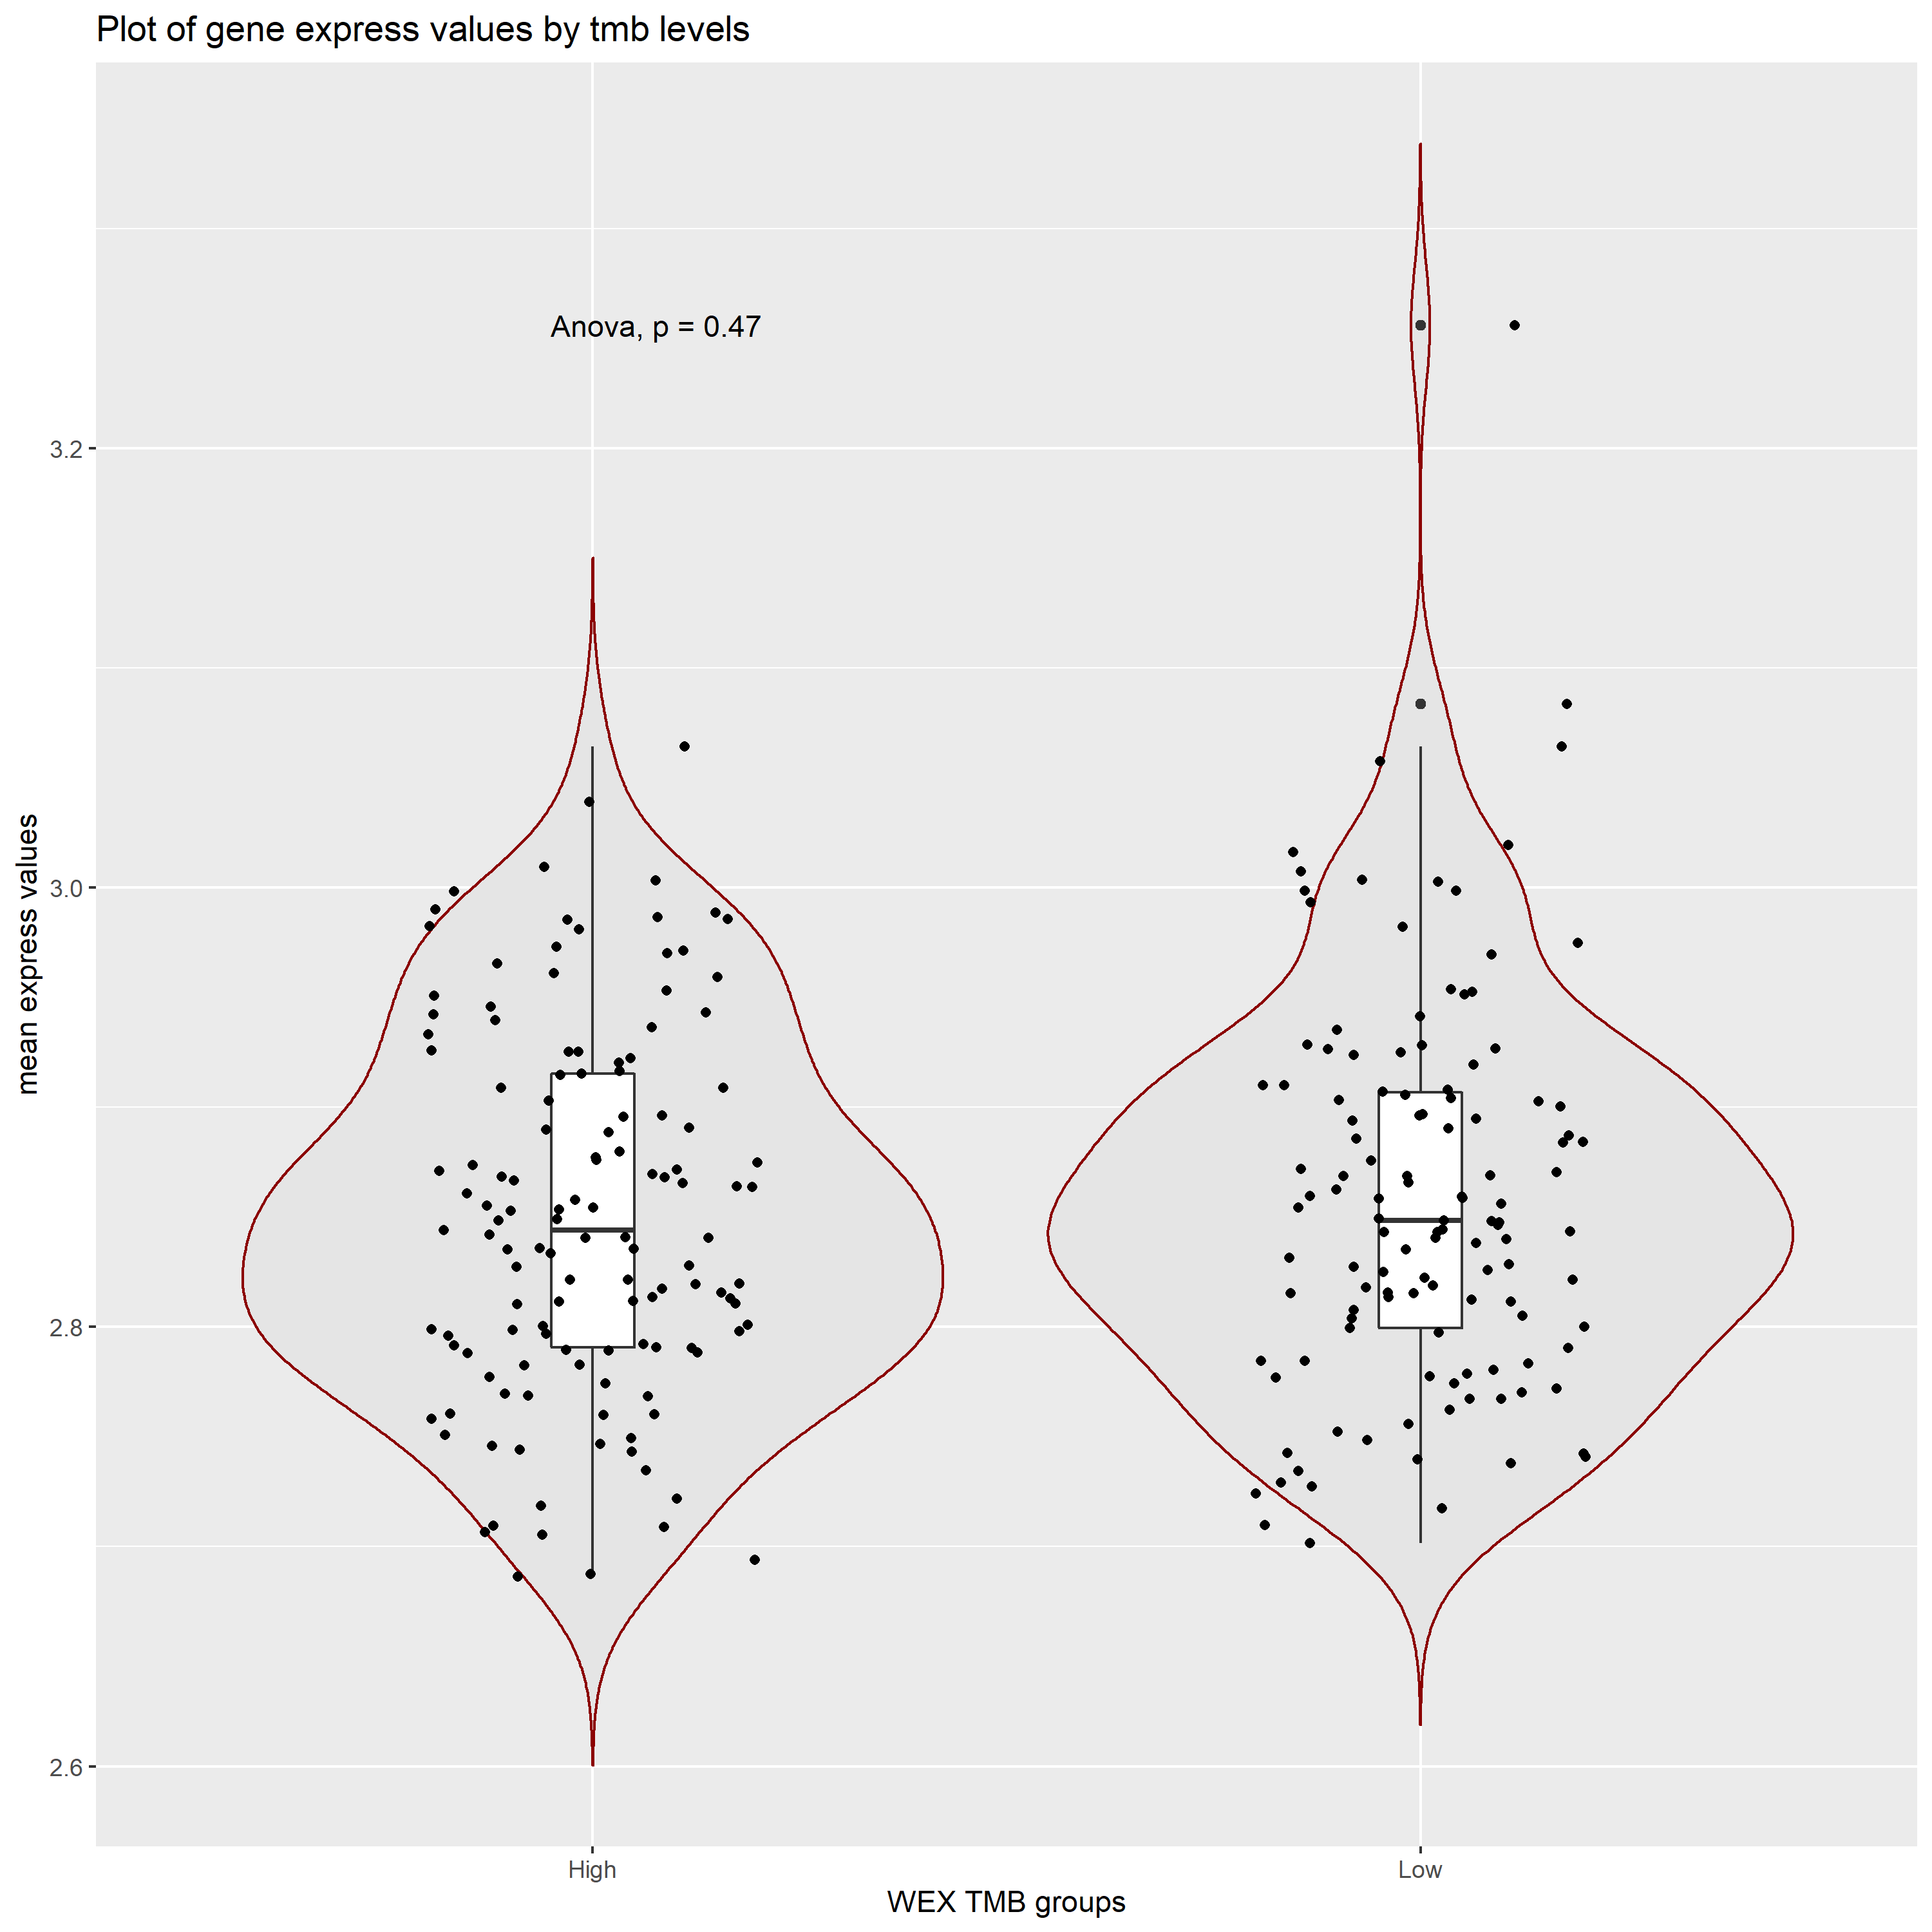 Plot of gene express values by tmb levels
Anova, p = 0.47
3.2
3.0
2.8
2.6
mean express values
High
Low
WEX TMB groups